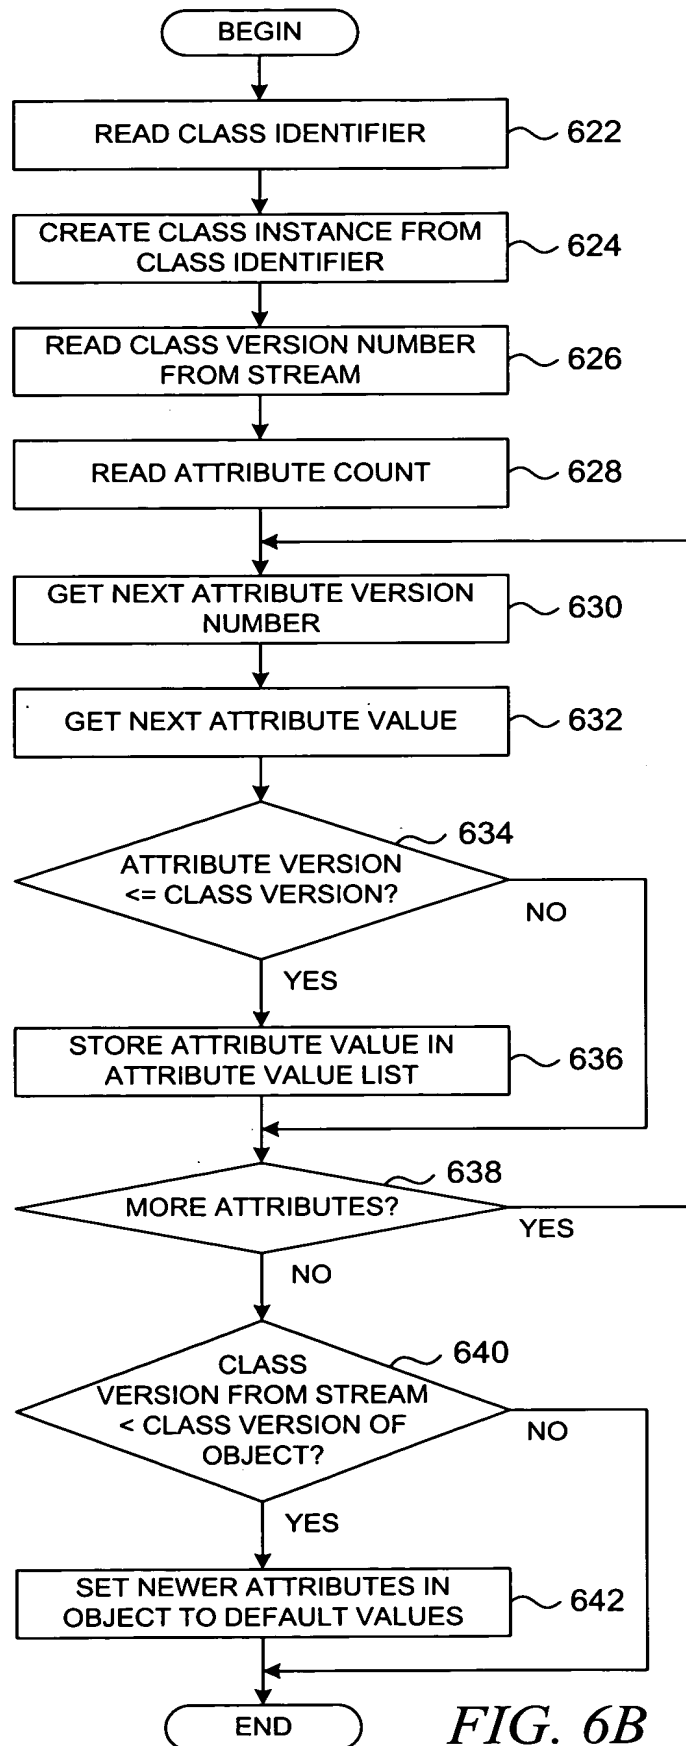 BEGIN
READ CLASS IDENTIFIER
622
CREATE CLASS INSTANCE FROM
CLASS IDENTIFIER
624
READ CLASS VERSION NUMBER
FROM STREAM
626
READ ATTRIBUTE COUNT
628
GET NEXT ATTRIBUTE VERSION
NUMBER
630
GET NEXT ATTRIBUTE VALUE
632
634
ATTRIBUTE VERSION
<= CLASS VERSION?
NO
YES
STORE ATTRIBUTE VALUE IN
ATTRIBUTE VALUE LIST
636
638
MORE ATTRIBUTES?
YES
NO
640
CLASS
VERSION FROM STREAM
< CLASS VERSION OF
OBJECT?
NO
YES
SET NEWER ATTRIBUTES IN
OBJECT TO DEFAULT VALUES
642
END
FIG. 6B